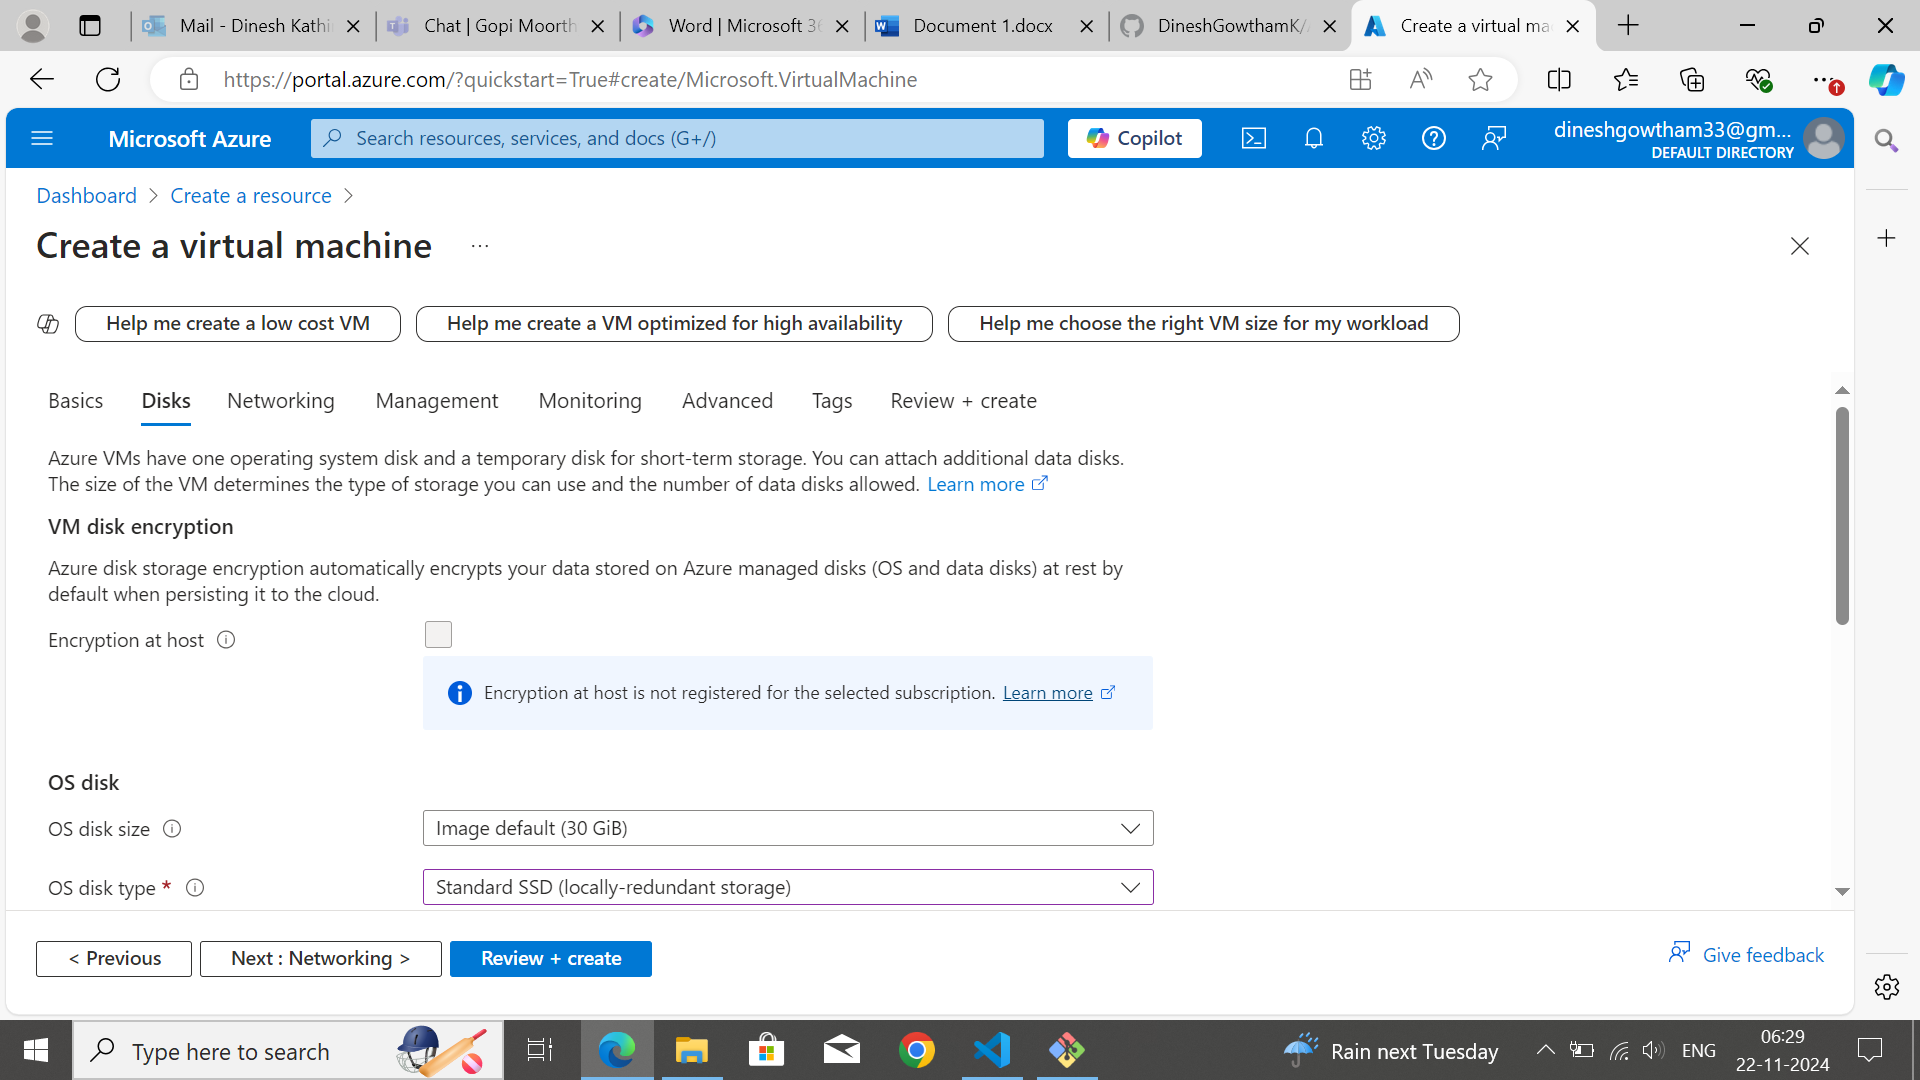 Mail - Dinesh Kathi
Chat | Gopi Moorth
Word | Microsoft 36
Document 1.docx
DineshGowthamK/
Create a virtual ma
https://portal.azure.com/?quickstart=True#create/Microsoft.VirtualMachine
Microsoft Azure
Search resources, services, and docs (G+/)
Copilot
dineshgowtham33@gm...
DEFAULT DIRECTORY
Dashboard
Create a resource
Create a virtual machine
...
Help me create a low cost VM
Help me create a VM optimized for high availability
Help me choose the right VM size for my workload
Basics
Disks
Networking
Management
Monitoring
Advanced
Tags
Review + create
Azure VMs have one operating system disk and a temporary disk for short-term storage. You can attach additional data disks.
The size of the VM determines the type of storage you can use and the number of data disks allowed. Learn more
VM disk encryption
Azure disk storage encryption automatically encrypts your data stored on Azure managed disks (OS and data disks) at rest by
default when persisting it to the cloud.
Encryption at host
Encryption at host is not registered for the selected subscription. Learn more
OS disk
OS disk size
Image default (30 GiB)
OS disk type *
Standard SSD (locally-redundant storage)
< Previous
Next : Networking >
Review + create
Give feedback
Type here to search
Rain next Tuesday
ENG
06:29
22-11-2024